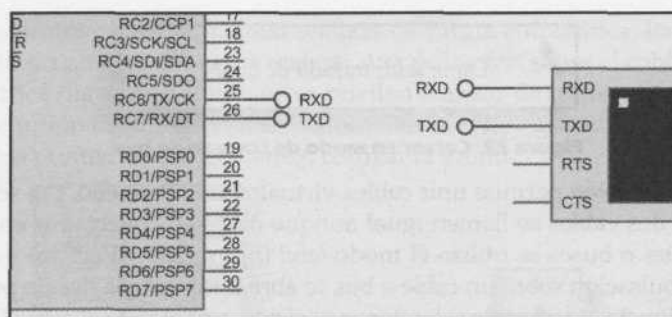 D
R
S
RC2/CCP1 17
RC3/SCK/SCL 18
RC4/SDI/SDA 23
RC5/SDO 24
RC6/TX/CK 25 RXD
RC7/RX/DT 26 TXD
RD0/PSP0 19
RD1/PSP1 20
RD2/PSP2 21
RD3/PSP3 22
RD4/PSP4 27
RD5/PSP5 28
RD6/PSP6 29
RD7/PSP7 30
RXD RXD
TXD TXD
RTS
CTS